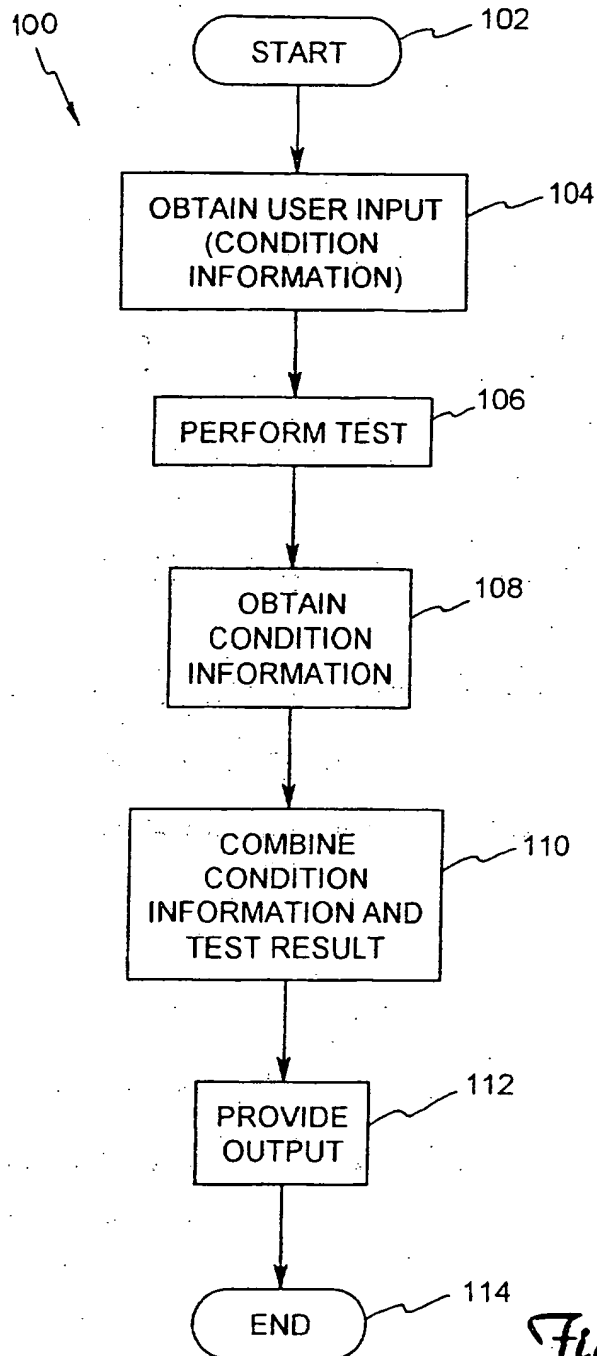 100
START
102
OBTAIN USER INPUT
(CONDITION
INFORMATION)
104
PERFORM TEST
106
OBTAIN
CONDITION
INFORMATION
108
COMBINE
CONDITION
INFORMATION AND
TEST RESULT
110
PROVIDE
OUTPUT
112
END
114